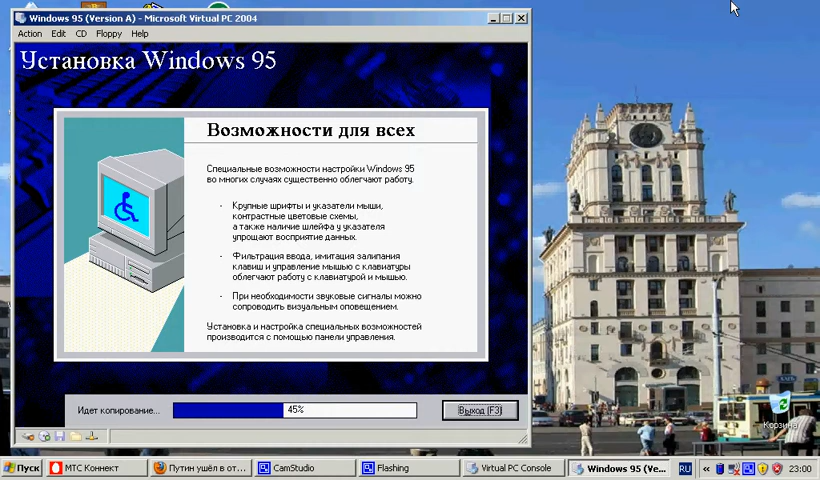 Windows 95 (Version A) - Microsoft Virtual PC 2004
Action Edit CD Floppy Help
Установка Windows 95
Возможности для всех
Специальные возможности настройки Windows 95
во многих случаях существенно облегчают работу.
· Крупные шрифты и указатели мыши,
контрастные цветовые схемы,
а также наличие шлейфа у указателя
упрощают восприятие данных.
· Фильтрация ввода, имитация залипания
клавиш и управление мышью с клавиатуры
облегчают работу с клавиатурой и мышью.
· При необходимости звуковые сигналы можно
сопроводить визуальным оповещением.
Установка и настройка специальных возможностей
производится с помощью панели управления.
Идет копирование... 45% Выход (F3)
Корзина
Пуск МТС Коннект Путин ушёл в от... CamStudio Flashing Virtual PC Console Windows 95 (Ve... RU « 23:00